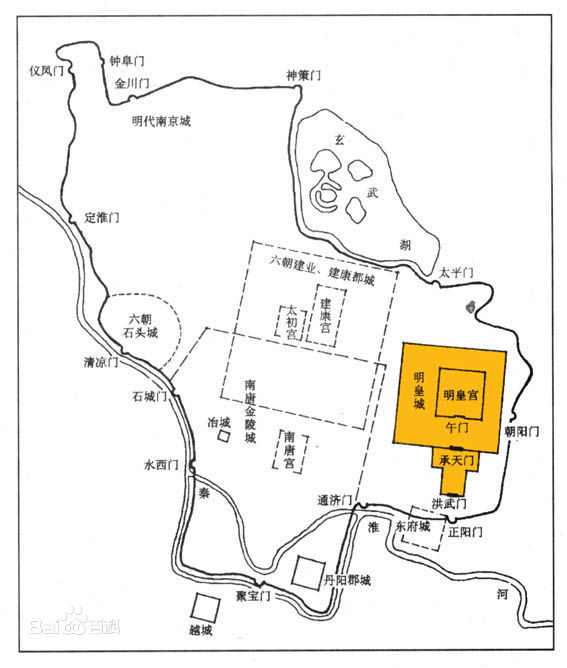 钟阜门
仪凤门
金川门
神策门
明代南京城
玄
武
湖
定淮门
六朝建业、建康都城
太平门
建康宫
太初宫
六朝
石头城
清凉门
石城门
明皇城
明皇宫
午门
朝阳门
南唐金陵城
冶城
南唐宫
承天门
水西门
秦
通济门
洪武门
淮
东府城
正阳门
丹阳郡城
聚宝门
河
越城
Bai百科